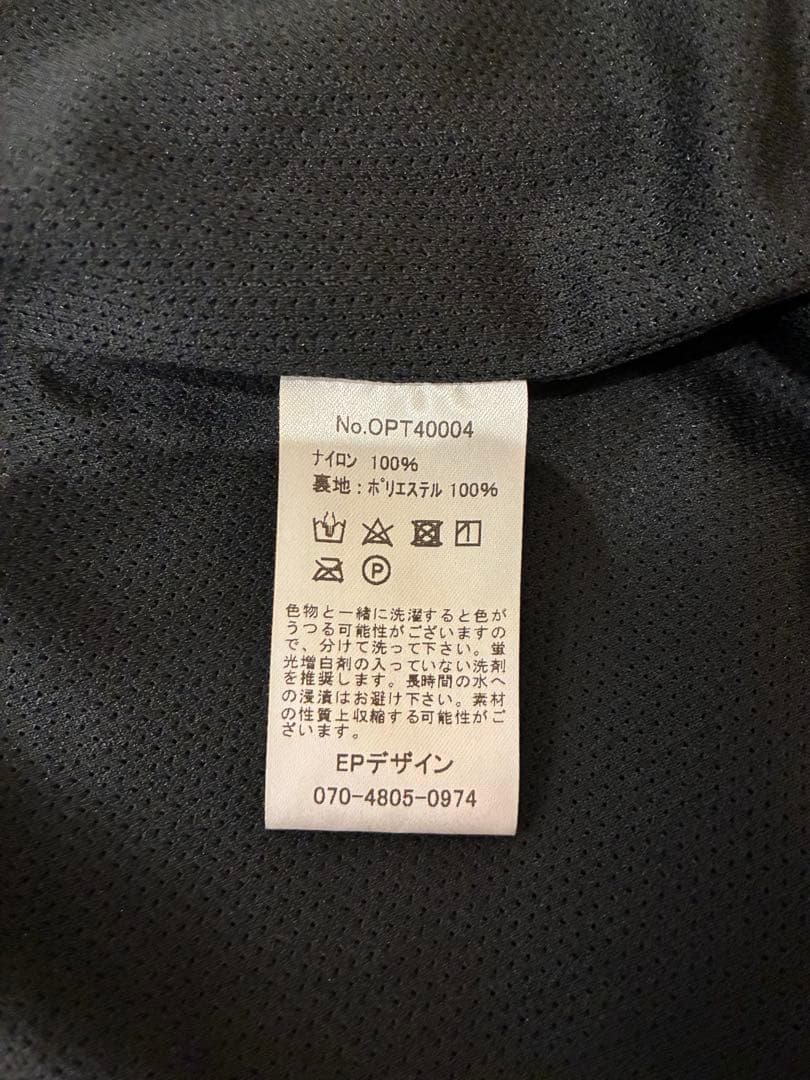 No.OPT40004
ナイロン 100%
裏地:ポリエステル 100%
P
色物と一緒に洗濯すると色が
うつる可能性がございますの
で、分けて洗って下さい。蛍
光増白剤の入っていない洗剤
を推奨します。長時間の水へ
の浸漬はお避け下さい。素材
の性質上収縮する可能性がご
ざいます。
EPデザイン
070-4805-0974